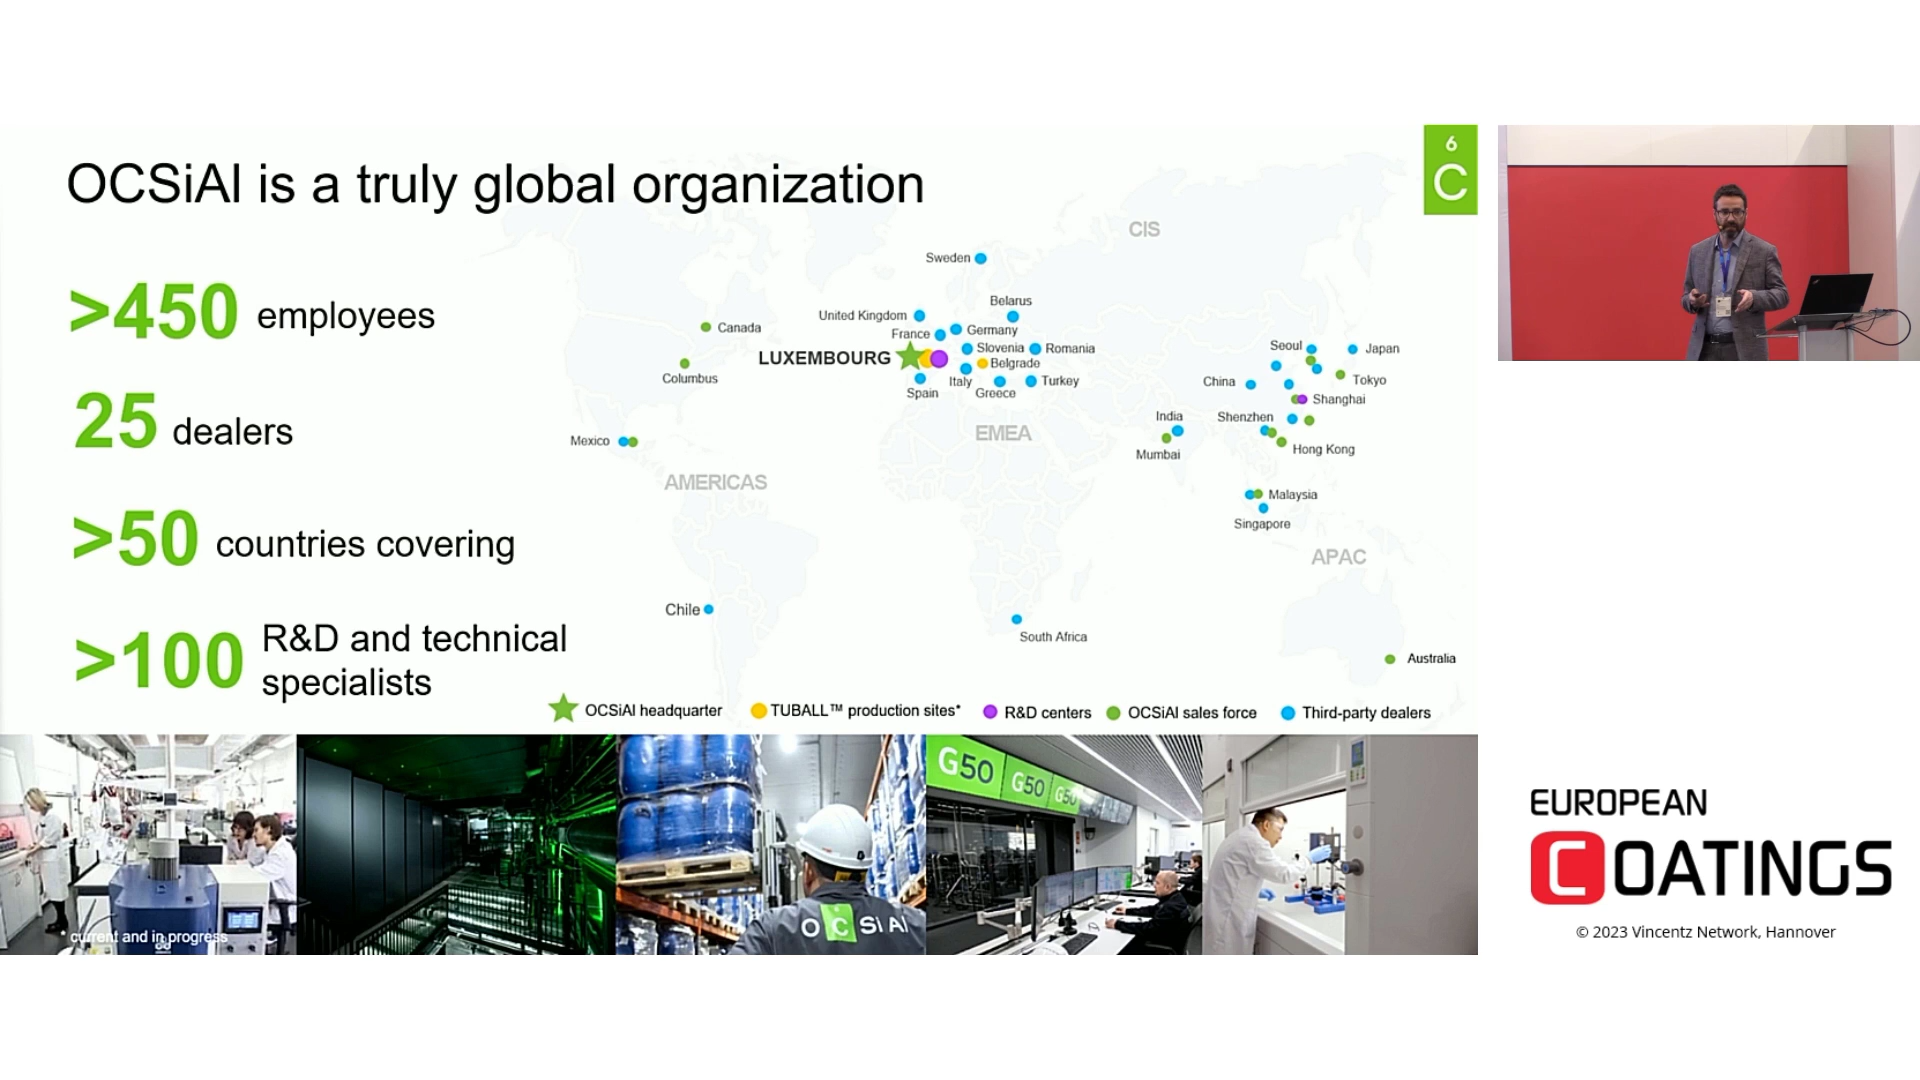 OCSiAl is a truly global organization
6
C
>450 employees
25 dealers
>50 countries covering
>100 R&D and technical
specialists
CIS
Sweden
Belarus
United Kingdom
France
Germany
LUXEMBOURG
Slovenia
Romania
Belgrade
Spain
Italy
Greece
Turkey
EMEA
Canada
Columbus
Mexico
AMERICAS
Chile
South Africa
Seoul
Japan
China
Tokyo
Shanghai
India
Shenzhen
Mumbai
Hong Kong
Malaysia
Singapore
APAC
Australia
OCSiAl headquarter
TUBALL™ production sites*
R&D centers
OCSiAl sales force
Third-party dealers
* current and in progress
OCSiAl
G50
G50
G50
EUROPEAN
COATINGS
© 2023 Vincentz Network, Hannover